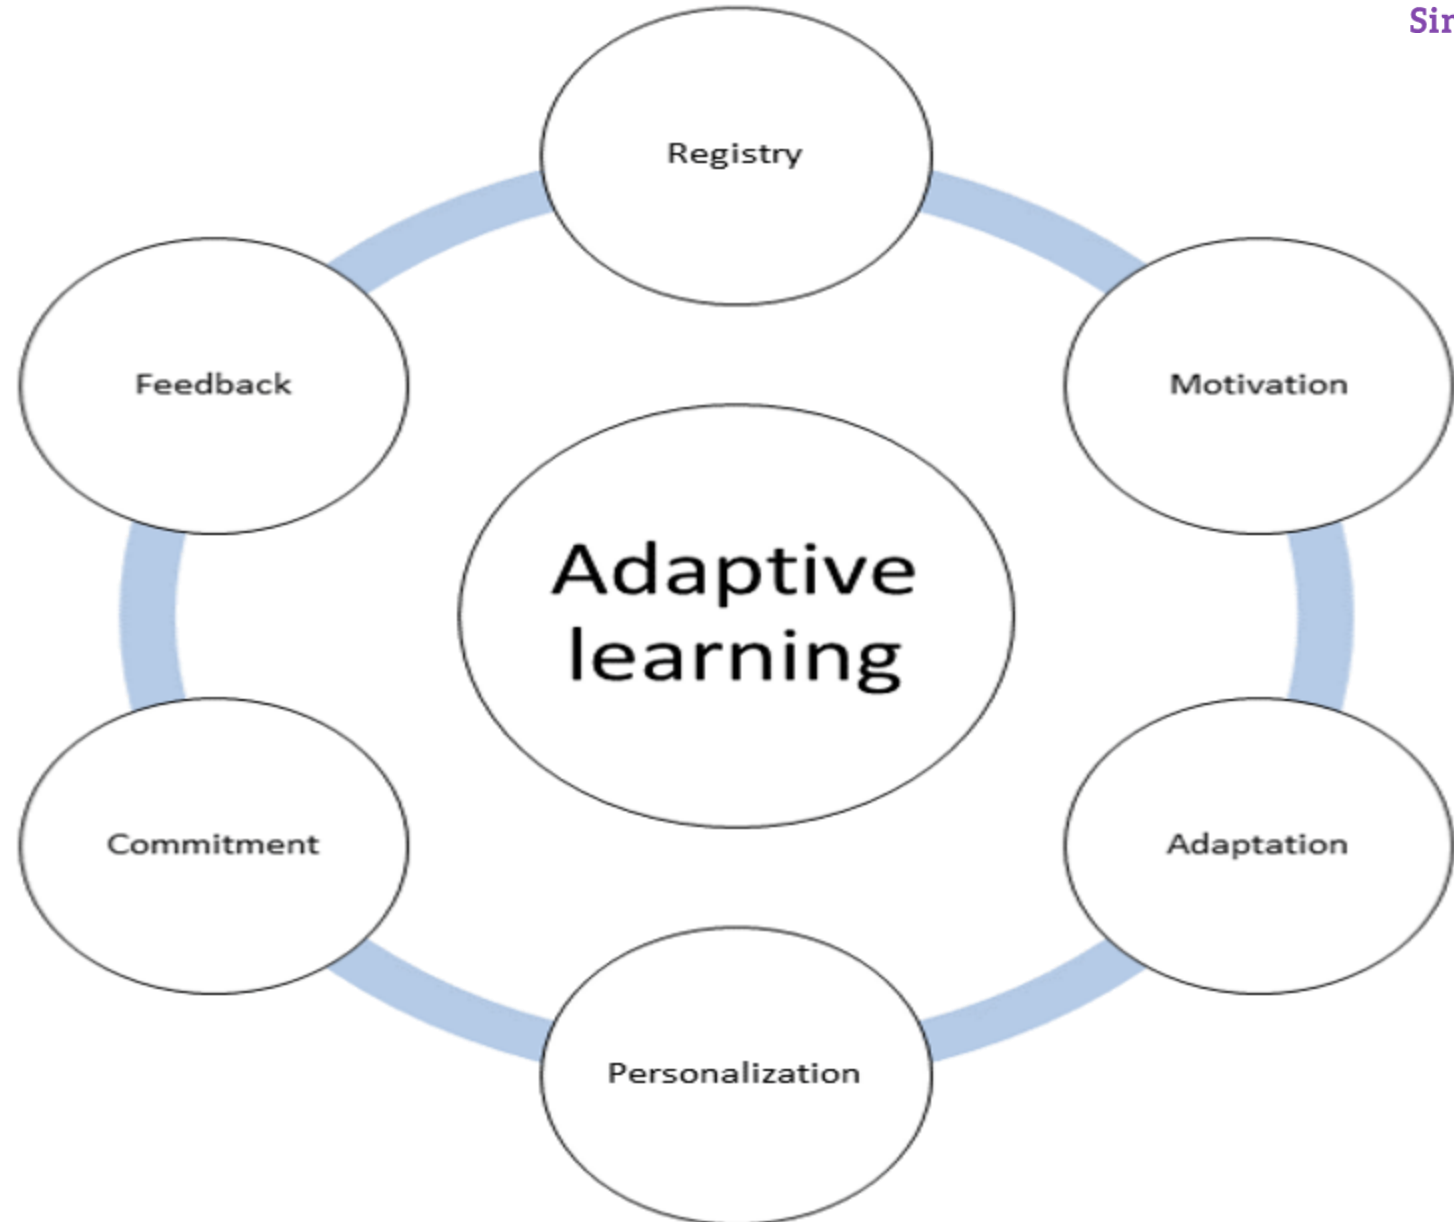 Registry
Feedback
Motivation
Adaptive
learning
Commitment
Adaptation
Personalization